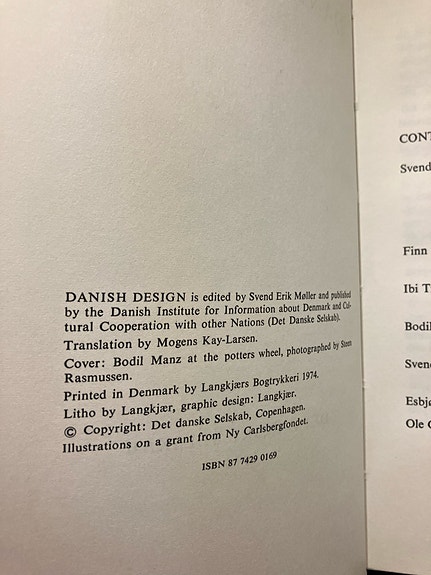 DANISH DESIGN is edited by Svend Erik Møller and published
by the Danish Institute for Information about Denmark and Cul-
tural Cooperation with other Nations (Det Danske Selskab).
Translation by Mogens Kay-Larsen.
Cover: Bodil Manz at the potters wheel, photographed by Steen
Rasmussen.
Printed in Denmark by Langkjærs Bogtrykkeri 1974.
Litho by Langkjær, graphic design: Langkjær.
© Copyright: Det danske Selskab, Copenhagen.
Illustrations on a grant from Ny Carlsbergfondet.
ISBN 87 7429 0169
CONT
Svend
Finn
Ibi T
Bodil
Svend
Esbjø
Ole